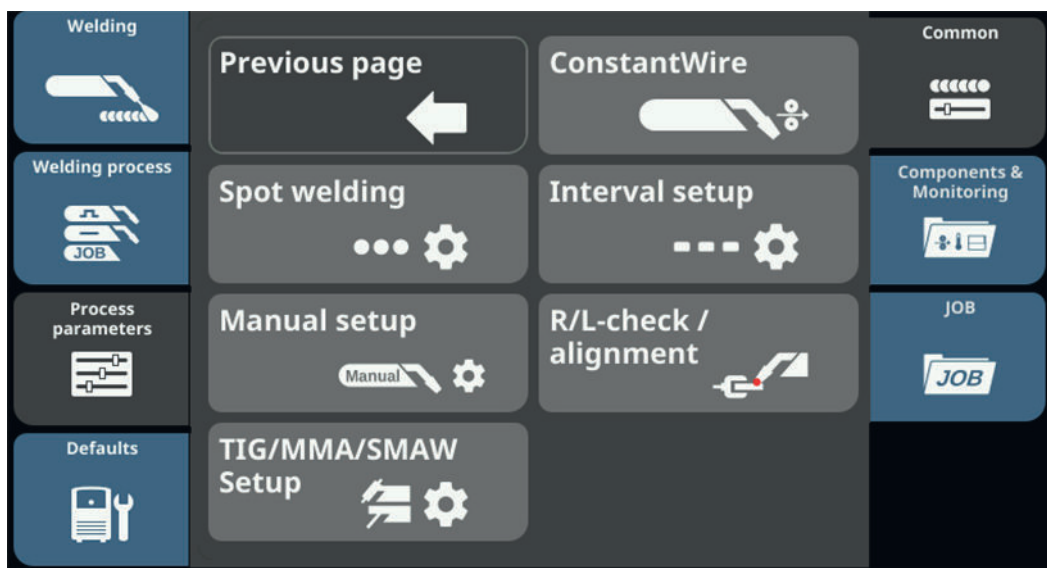 Welding
Previous page
ConstantWire
Common
Welding process
JOB
Spot welding
Interval setup
Components &
Monitoring
Process
parameters
Manual setup
Manual
R/L-check /
alignment
JOB
JOB
Defaults
TIG/MMA/SMAW
Setup